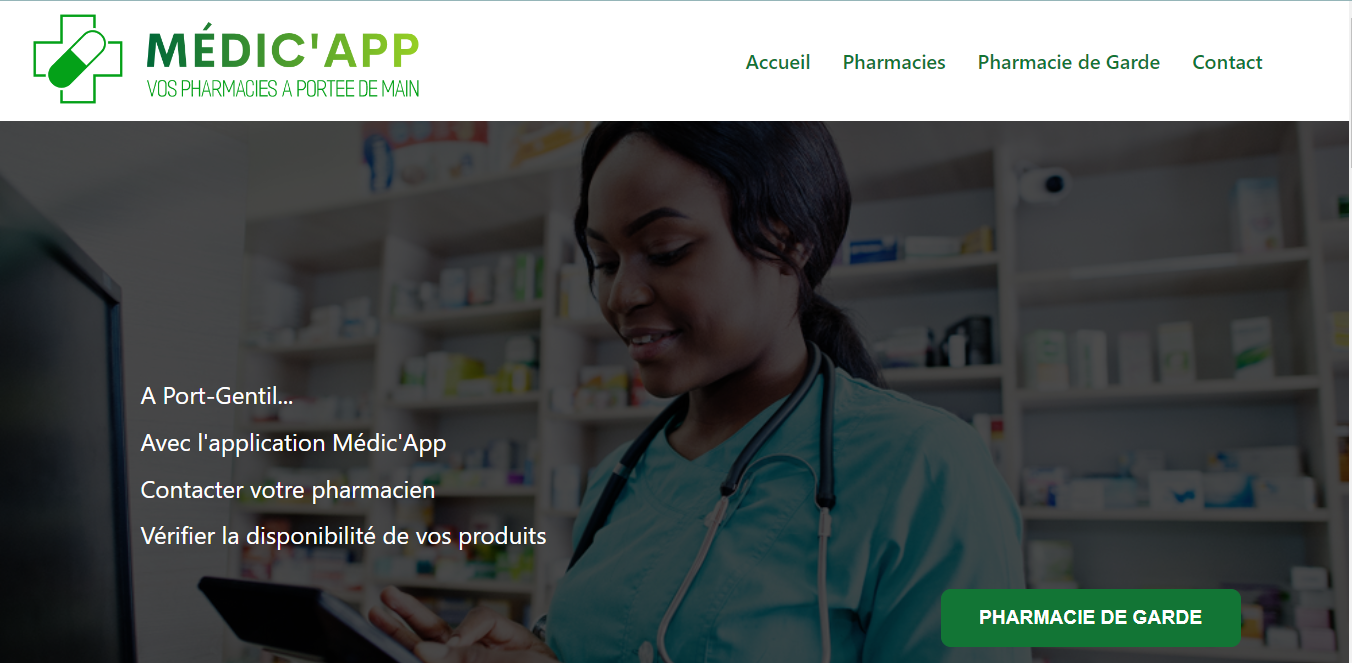 MÉDIC'APP
VOS PHARMACIES A PORTEE DE MAIN
Accueil Pharmacies Pharmacie de Garde Contact
A Port-Gentil...
Avec l'application Médic'App
Contacter votre pharmacien
Vérifier la disponibilité de vos produits
PHARMACIE DE GARDE